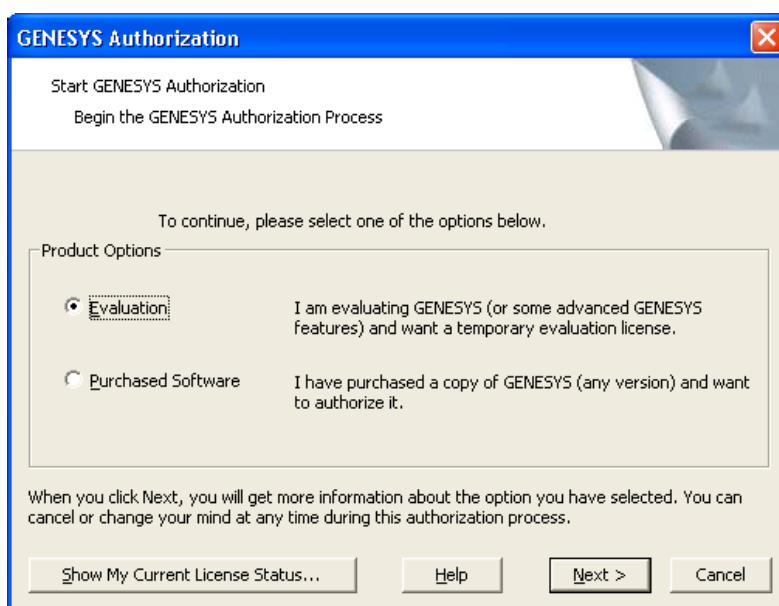 GENESYS Authorization
Start GENESYS Authorization
Begin the GENESYS Authorization Process
To continue, please select one of the options below.
Product Options
Evaluation
I am evaluating GENESYS (or some advanced GENESYS
features) and want a temporary evaluation license.
Purchased Software
I have purchased a copy of GENESYS (any version) and want
to authorize it.
When you click Next, you will get more information about the option you have selected. You can
cancel or change your mind at any time during this authorization process.
Show My Current License Status...
Help
Next >
Cancel